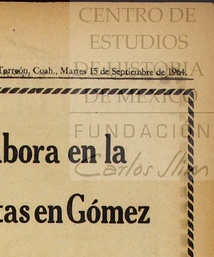 CENTRO DE
ESTUDIOS
DE HISTORIA
Torreón, Coah., Martes 15 de Septiembre de 1964.
DE MÉXICO
FUNDACIÓN
bora en la
Carlos Slim
tas en Gómez